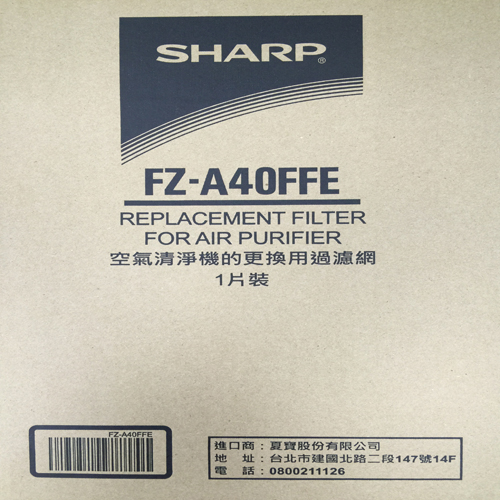 SHARP®
FZ-A40FFE
REPLACEMENT FILTER
FOR AIR PURIFIER
空氣清淨機的更換用過濾網
1片裝
FZ-A40FFE
進口商：夏寶股份有限公司
地　址：台北市建國北路二段147號14F
電　話：0800211126